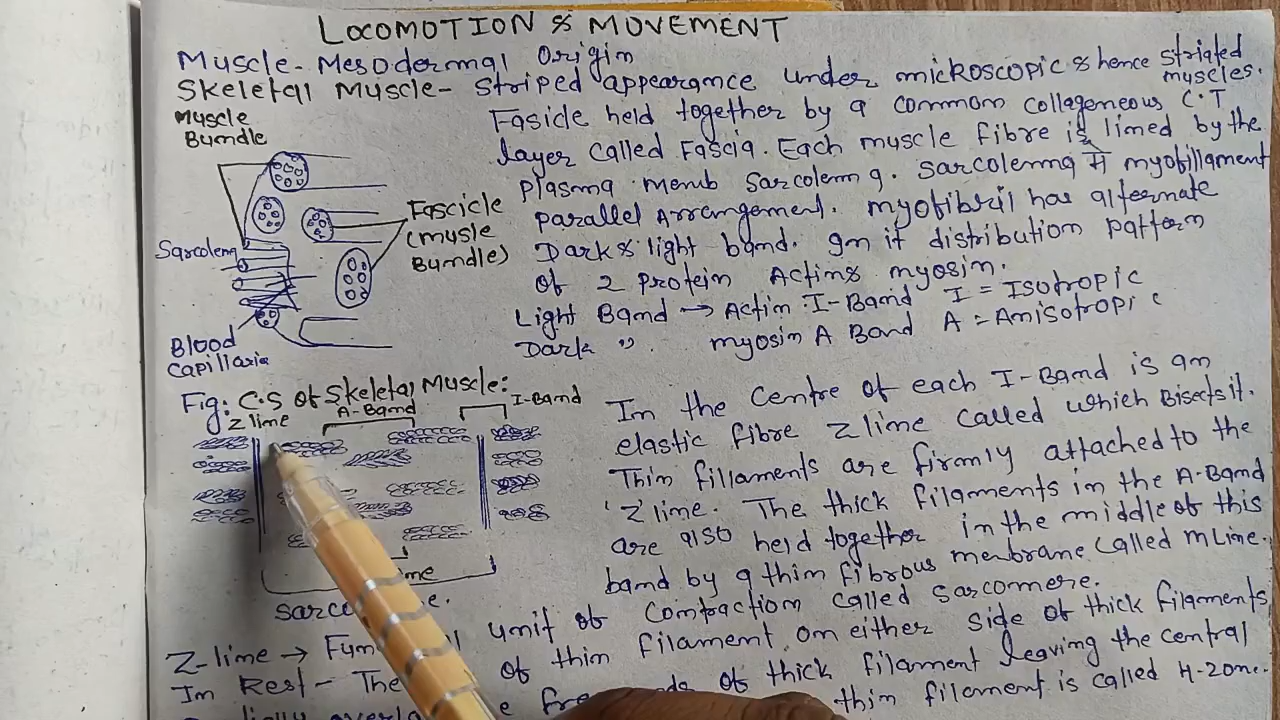 LOCOMOTION & MOVEMENT
Muscle - Mesodermal Origin
Skeletal Muscle - Striped appearance under microscopic & hence striated muscles.
Muscle Bundle
Fasicle held together by a common collageneous C.T
layer called Fascia. Each muscle fibre is lined by the
Plasma memb sarcolemma. sarcolemma में myofillament
parallel Arrangement. myofibril has alternate
Dark & light band. In it distribution pattern
of 2 Protein Actin & myosin.
Light Band → Actin I-Band I = Isotropic
Dark " myosin A Band A = Anisotropic
Fascicle
(musle
Bundle)
Sarcolem
Blood
Capillaria
Fig: C.S of Skeletal Muscle:
Z line
A-Band
I-Band
sarco
In the centre of each I-Band is an
elastic fibre Z line called which Bisects it.
Thin fillaments are firmly attached to the
'Z line. The thick filaments in the A-Band
are also held together in the middle of this
band by a thin fibrous membrane called M Line.
Z-line → unit of contraction called sarcomere.
In Rest - The of thin filament on either side of thick filaments
of thick filament leaving the central
thin filament is called H-Zone.